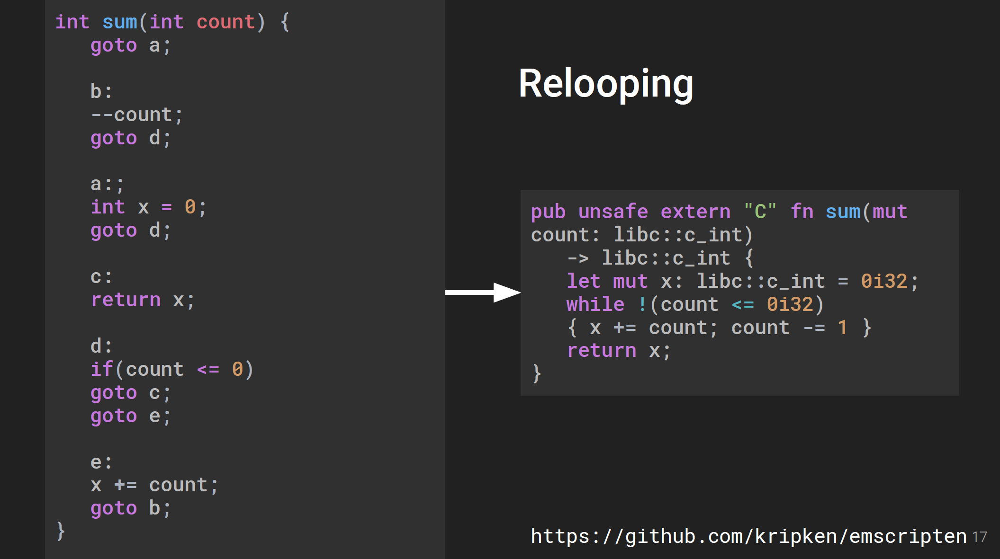 int sum(int count) {
goto a;
b:
--count;
goto d;
a:;
int x = 0;
goto d;
c:
return x;
d:
if(count <= 0)
goto c;
goto e;
e:
x += count;
goto b;
}
Relooping
pub unsafe extern "C" fn sum(mut
count: libc::c_int)
-> libc::c_int {
let mut x: libc::c_int = 0i32;
while !(count <= 0i32)
{ x += count; count -= 1 }
return x;
}
https://github.com/kripken/emscripten
17